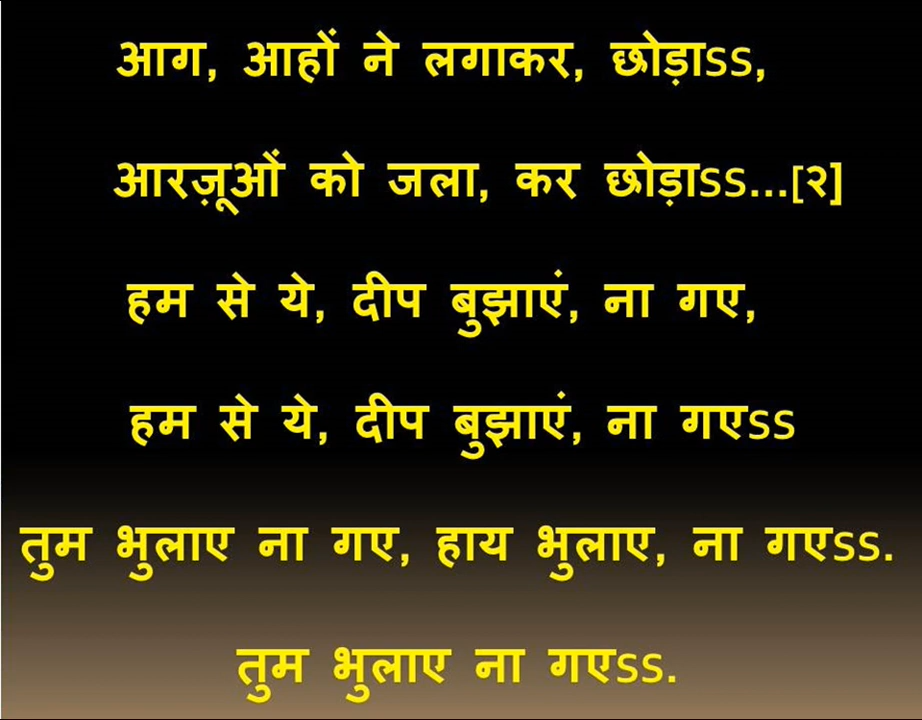 आग, आहों ने लगाकर, छोड़ाSS,
आरज़ूओं को जला, कर छोड़ाSS...[२]
हम से ये, दीप बुझाएं, ना गए,
हम से ये, दीप बुझाएं, ना गएSS
तुम भुलाए ना गए, हाय भुलाए, ना गएSS.
तुम भुलाए ना गएSS.